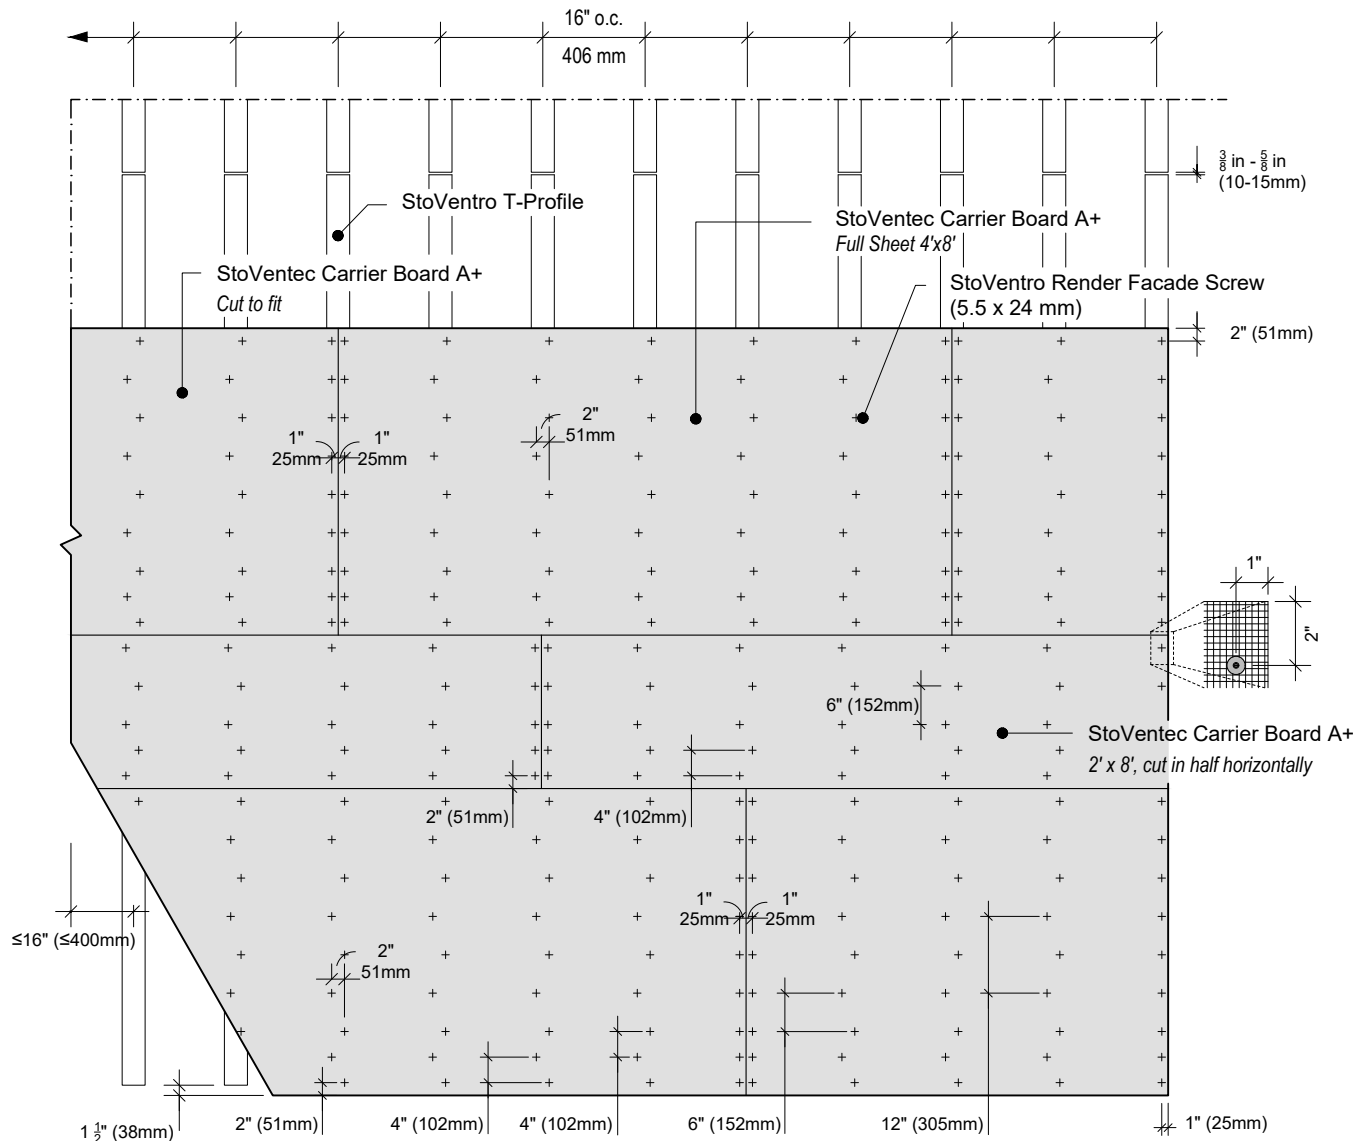 16" o.c.
406 mm
3/8 in - 5/8 in
(10-15mm)
StoVentro T-Profile
StoVentec Carrier Board A+
Full Sheet 4'x8'
StoVentec Carrier Board A+
Cut to fit
StoVentro Render Facade Screw
(5.5 x 24 mm)
2" (51mm)
2"
51mm
1"
25mm
1"
25mm
1"
2"
6" (152mm)
StoVentec Carrier Board A+
2' x 8', cut in half horizontally
2" (51mm)
4" (102mm)
1"
25mm
1"
25mm
≤16" (≤400mm)
2"
51mm
1 1/2" (38mm)
2" (51mm)
4" (102mm)
4" (102mm)
6" (152mm)
12" (305mm)
1" (25mm)